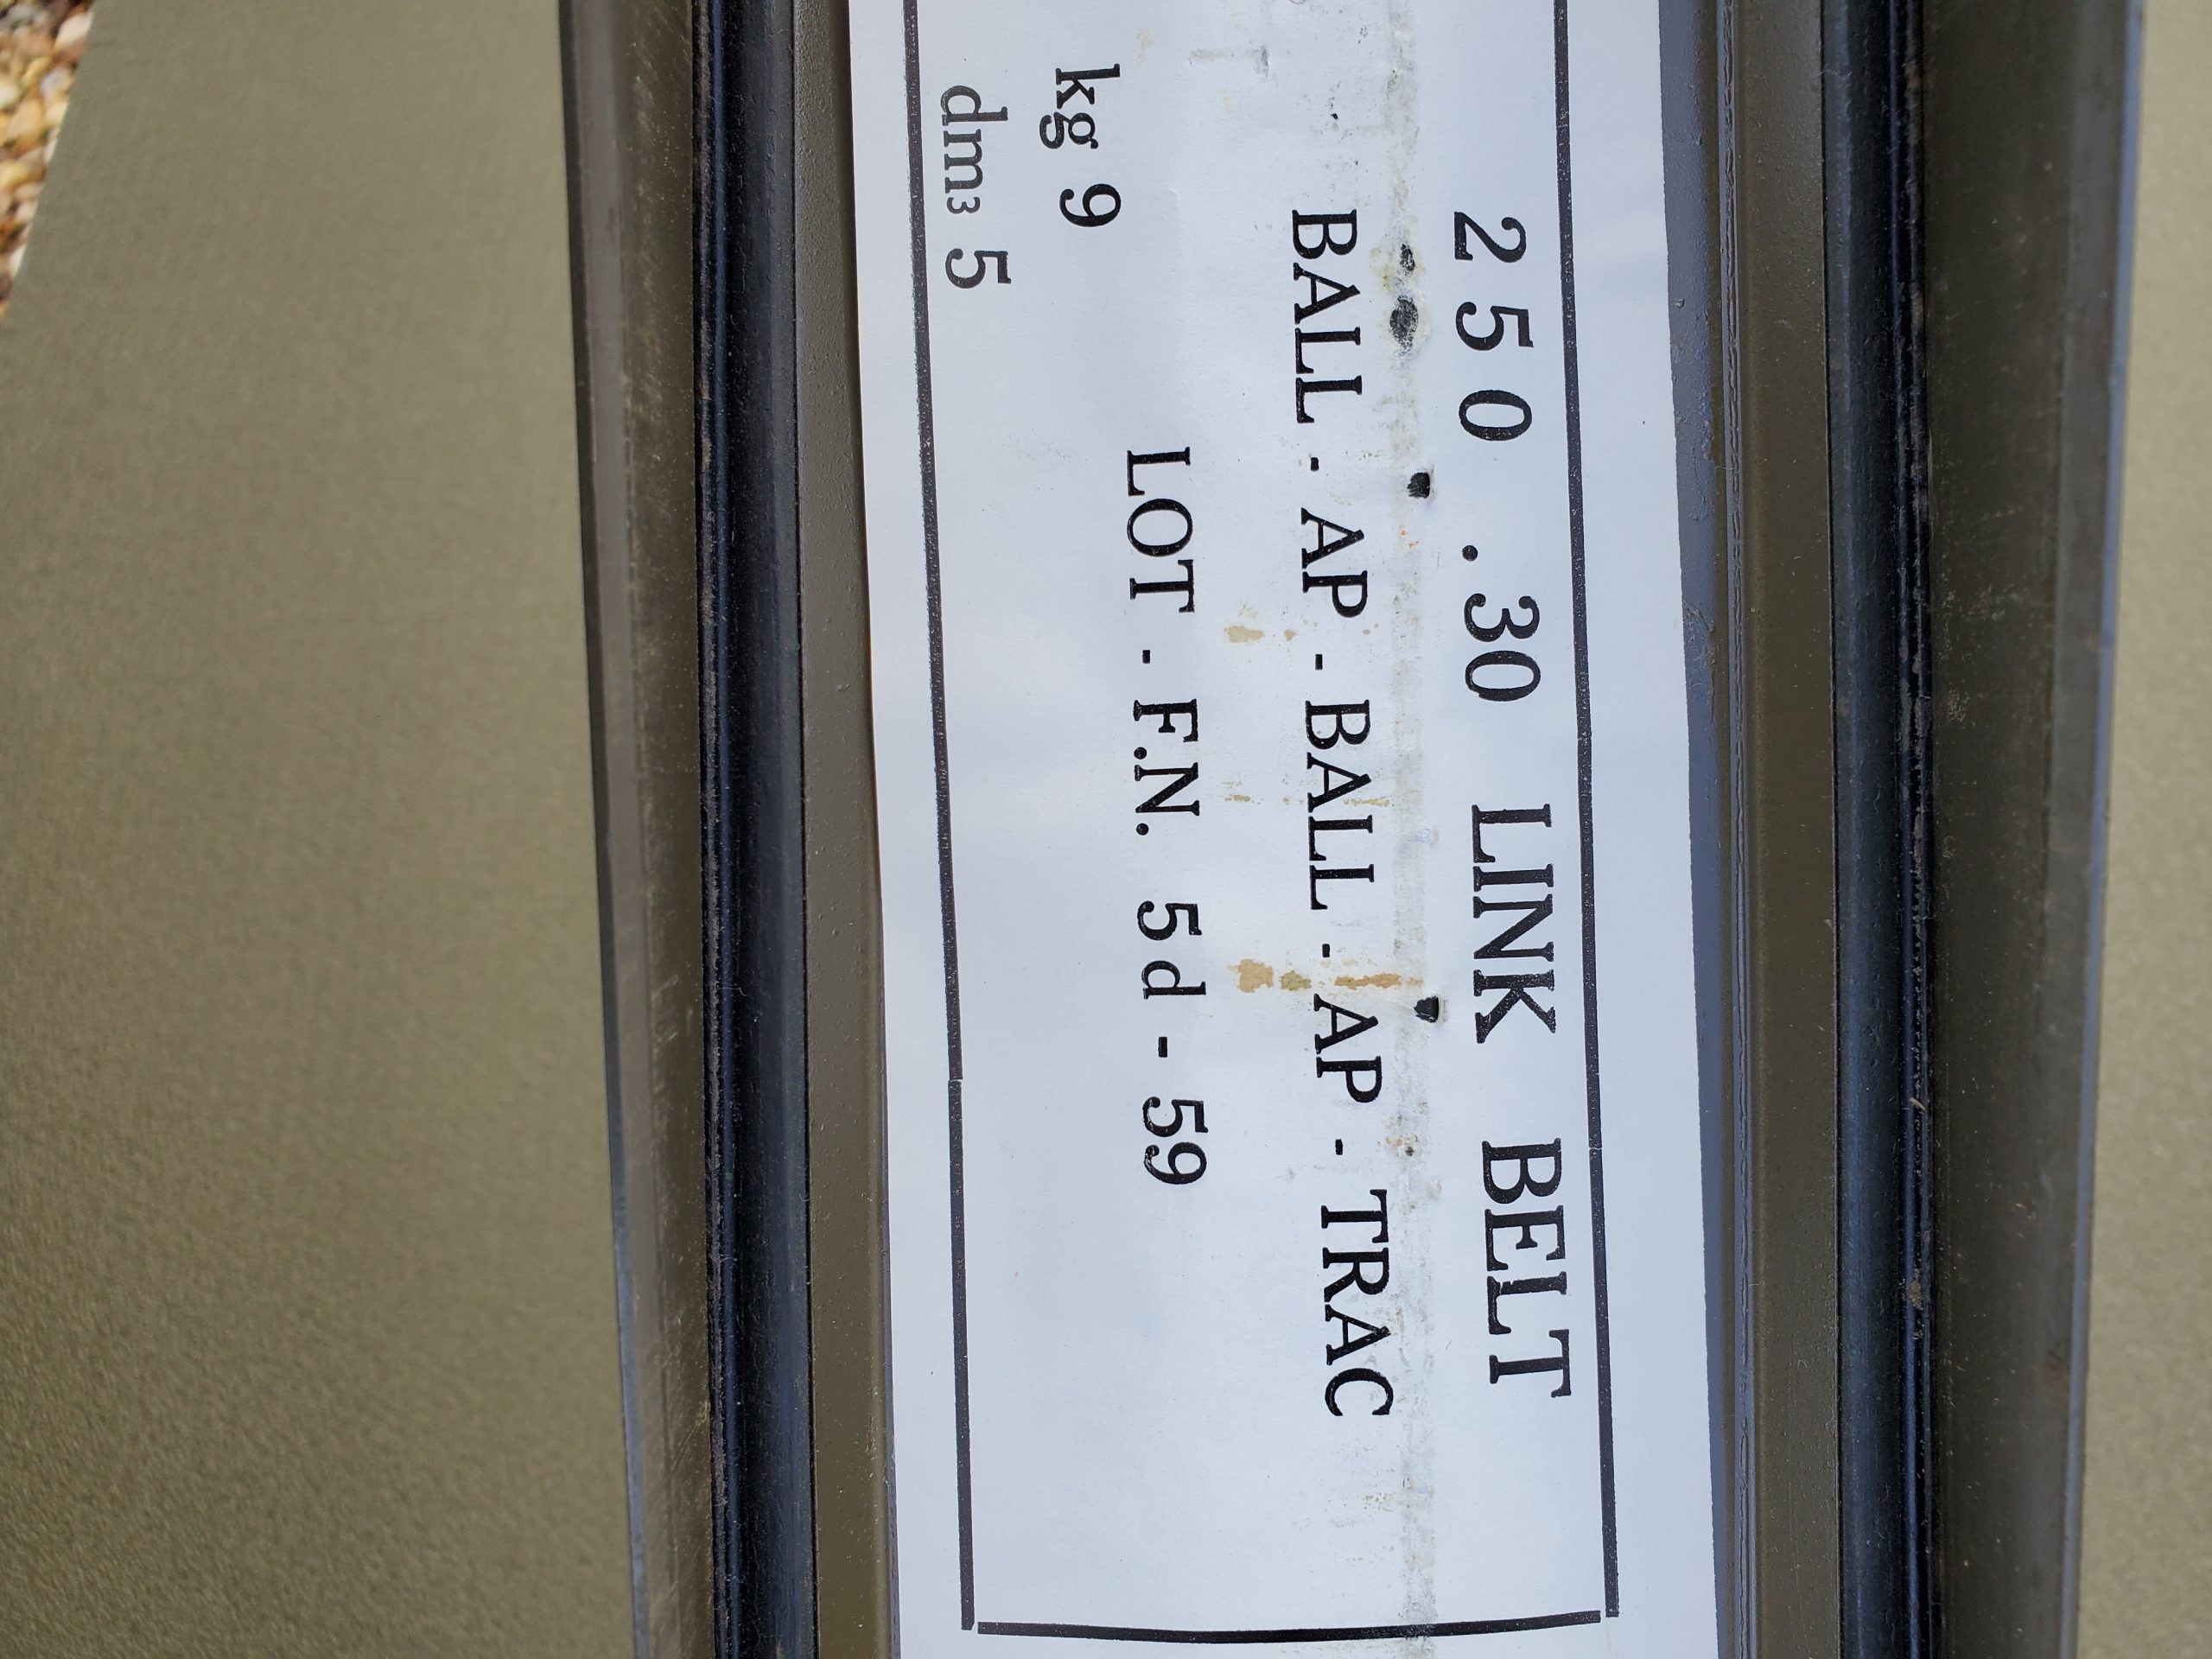 250 .30 LINK BELT
BALL - AP - BALL - AP - TRAC
LOT - F.N. 5d - 59
kg 9
dm3 5